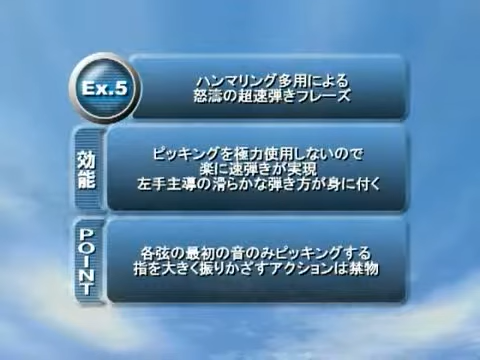 Ex.5
ハンマリング多用による
怒濤の超速弾きフレーズ
効能
ピッキングを極力使用しないので
楽に速弾きが実現
左手主導の滑らかな弾き方が身に付く
POINT
各弦の最初の音のみピッキングする
指を大きく振りかざすアクションは禁物